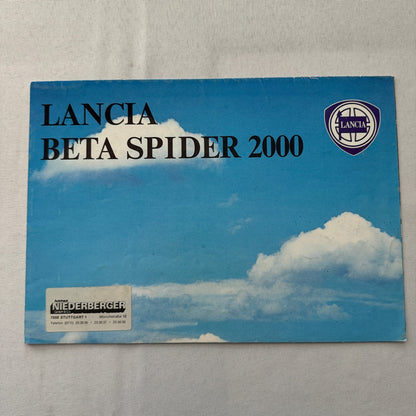 LANCIA
BETA SPIDER 2000
LANCIA
NIEDERBERGER
7000 STUTTGART 1